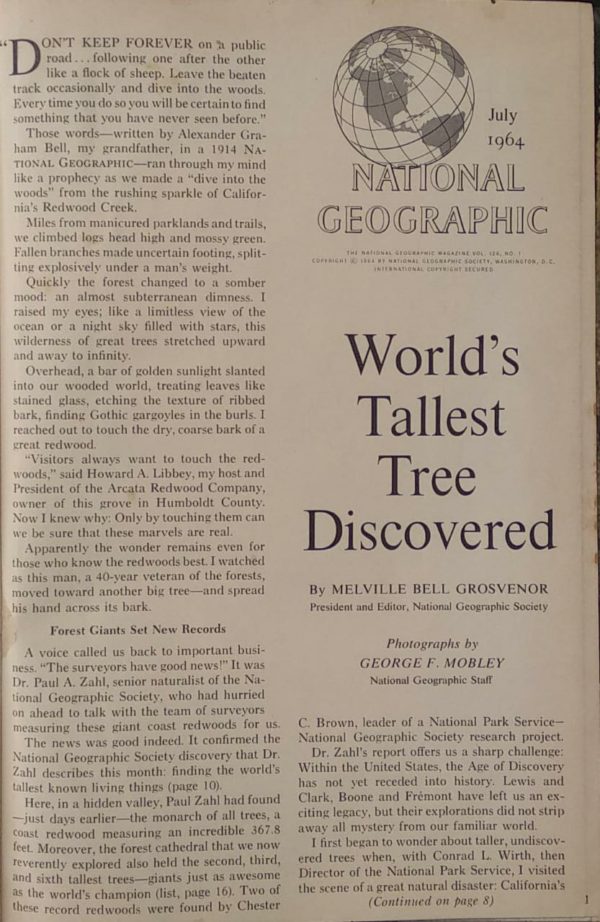 "DON'T KEEP FOREVER on a public
road... following one after the other
like a flock of sheep. Leave the beaten
track occasionally and dive into the woods.
Every time you do so you will be certain to find
something that you have never seen before."
Those words—written by Alexander Gra-
ham Bell, my grandfather, in a 1914 NA-
TIONAL GEOGRAPHIC—ran through my mind
like a prophecy as we made a "dive into the
woods" from the rushing sparkle of Califor-
nia's Redwood Creek.
Miles from manicured parklands and trails,
we climbed logs head high and mossy green.
Fallen branches made uncertain footing, split-
ting explosively under a man's weight.
Quickly the forest changed to a somber
mood: an almost subterranean dimness. I
raised my eyes; like a limitless view of the
ocean or a night sky filled with stars, this
wilderness of great trees stretched upward
and away to infinity.
Overhead, a bar of golden sunlight slanted
into our wooded world, treating leaves like
stained glass, etching the texture of ribbed
bark, finding Gothic gargoyles in the burls. I
reached out to touch the dry, coarse bark of a
great redwood.
"Visitors always want to touch the red-
woods," said Howard A. Libbey, my host and
President of the Arcata Redwood Company,
owner of this grove in Humboldt County.
Now I knew why: Only by touching them can
we be sure that these marvels are real.
Apparently the wonder remains even for
those who know the redwoods best. I watched
as this man, a 40-year veteran of the forests,
moved toward another big tree—and spread
his hand across its bark.
Forest Giants Set New Records
A voice called us back to important busi-
ness. "The surveyors have good news!" It was
Dr. Paul A. Zahl, senior naturalist of the Na-
tional Geographic Society, who had hurried
on ahead to talk with the team of surveyors
measuring these giant coast redwoods for us.
The news was good indeed. It confirmed the
National Geographic Society discovery that Dr.
Zahl describes this month: finding the world's
tallest known living things (page 10).
Here, in a hidden valley, Paul Zahl had found
—just days earlier—the monarch of all trees, a
coast redwood measuring an incredible 367.8
feet. Moreover, the forest cathedral that we now
reverently explored also held the second, third,
and sixth tallest trees—giants just as awesome
as the world's champion (list, page 16). Two of
these record redwoods were found by Chester
July
1964
NATIONAL
GEOGRAPHIC
THE NATIONAL GEOGRAPHIC MAGAZINE VOL. 126, NO. 1
COPYRIGHT © 1964 BY NATIONAL GEOGRAPHIC SOCIETY, WASHINGTON, D.C.
INTERNATIONAL COPYRIGHT SECURED
World's
Tallest
Tree
Discovered
By MELVILLE BELL GROSVENOR
President and Editor, National Geographic Society
Photographs by
GEORGE F. MOBLEY
National Geographic Staff
C. Brown, leader of a National Park Service–
National Geographic Society research project.
Dr. Zahl's report offers us a sharp challenge:
Within the United States, the Age of Discovery
has not yet receded into history. Lewis and
Clark, Boone and Frémont have left us an ex-
citing legacy, but their explorations did not strip
away all mystery from our familiar world.
I first began to wonder about taller, undiscov-
ered trees when, with Conrad L. Wirth, then
Director of the National Park Service, I visited
the scene of a great natural disaster: California's
(Continued on page 8)
1